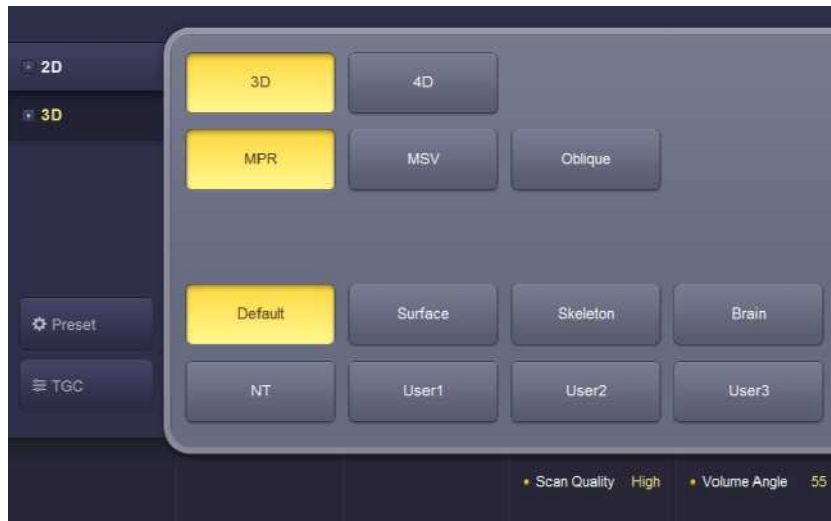 2D
3D
3D 4D
MPR MSV Oblique
Default Surface Skeleton Brain
Preset
NT User1 User2 User3
TGC
Scan Quality High Volume Angle 55